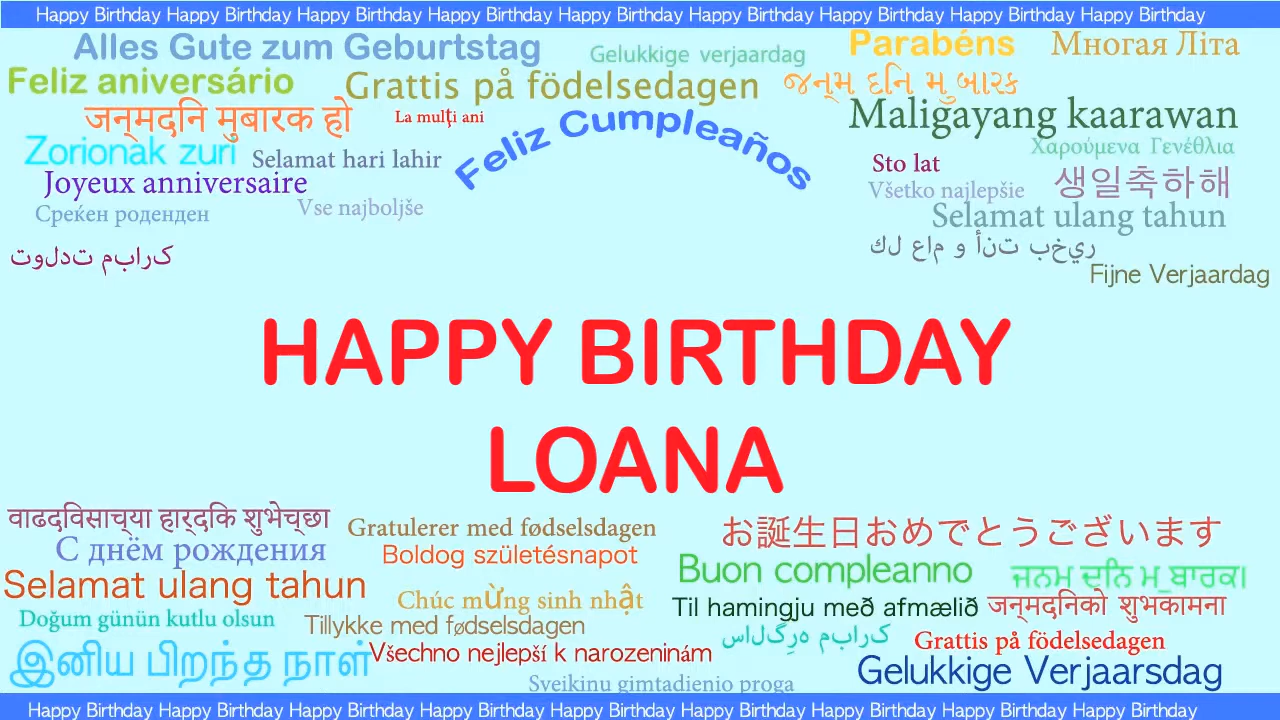 Happy Birthday Happy Birthday Happy Birthday Happy Birthday Happy Birthday Happy Birthday Happy Birthday Happy Birthday Happy Birthday
Alles Gute zum Geburtstag
Gelukkige verjaardag
Parabéns
Многая Літа
Feliz aniversário
Grattis på födelsedagen
જન્મ દિન મુબારક
जन्मदिन मुबारक हो
La mulţi ani
Feliz Cumpleaños
Maligayang kaarawan
Zorionak zuri
Selamat hari lahir
Sto lat
Χαρούμενα Γενέθλια
Joyeux anniversaire
Všetko najlepšie
생일축하해
Среќен роденден
Vse najboljše
Selamat ulang tahun
تولدت مبارک
كل عام و أنت بخير
Fijne Verjaardag
HAPPY BIRTHDAY
LOANA
वाढदिवसाच्या हार्दिक शुभेच्छा
Gratulerer med fødselsdagen
お誕生日おめでとうございます
С днём рождения
Boldog születésnapot
Buon compleanno
ਜਨਮ ਦਿਨ ਮੁਬਾਰਕ।
Selamat ulang tahun
Chúc mừng sinh nhật
Til hamingju með afmælið
जन्मदिनको शुभकामना
Doğum günün kutlu olsun
Tillykke med fødselsdagen
سالگرِه مبارک
Grattis på födelsedagen
இனிய பிறந்த நாள்
Všechno nejlepší k narozeninám
Gelukkige Verjaarsdag
Sveikinu gimtadienio proga
Happy Birthday Happy Birthday Happy Birthday Happy Birthday Happy Birthday Happy Birthday Happy Birthday Happy Birthday Happy Birthday